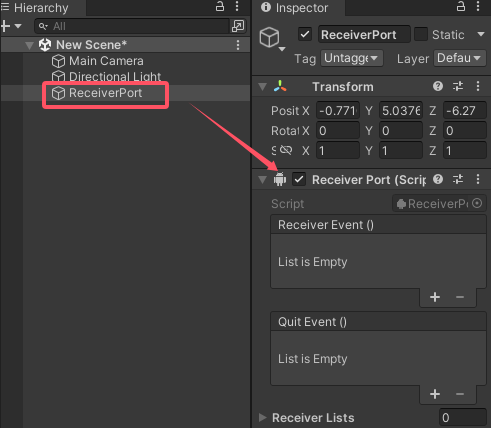 Hierarchy
All
New Scene*
Main Camera
Directional Light
ReceiverPort
Inspector
ReceiverPort
Static
Tag Untagge Layer Defau
Transform
Posit X -0.771 Y 5.0376 Z -6.27
Rotat X 0 Y 0 Z 0
S X 1 Y 1 Z 1
Receiver Port (Scrip
Script ReceiverPo
Receiver Event ()
List is Empty
+ −
Quit Event ()
List is Empty
+ −
Receiver Lists 0